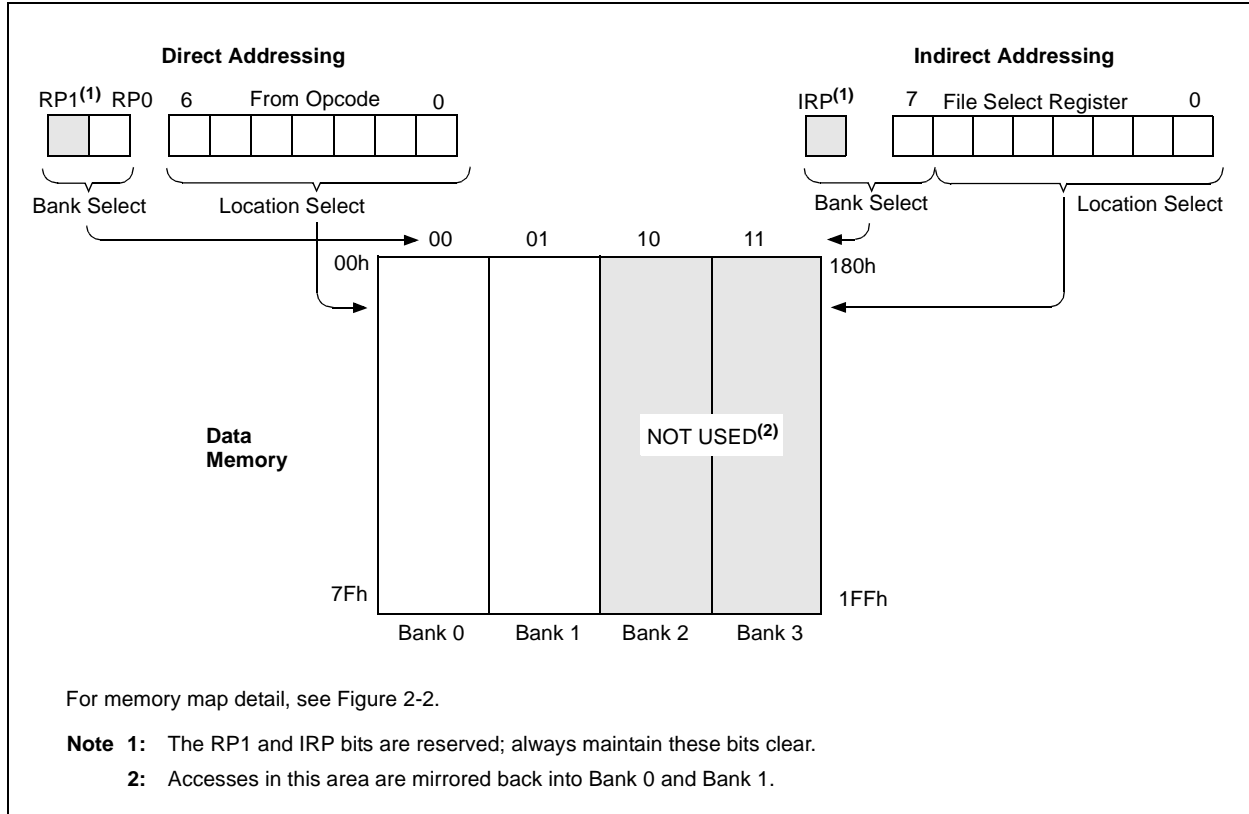 Direct Addressing
Indirect Addressing
RP1(1) RP0 6 From Opcode 0
IRP(1) 7 File Select Register 0
Bank Select Location Select
Bank Select Location Select
00 01 10 11
00h 180h
Data
Memory
NOT USED(2)
7Fh 1FFh
Bank 0 Bank 1 Bank 2 Bank 3
For memory map detail, see Figure 2-2.
Note 1: The RP1 and IRP bits are reserved; always maintain these bits clear.
2: Accesses in this area are mirrored back into Bank 0 and Bank 1.